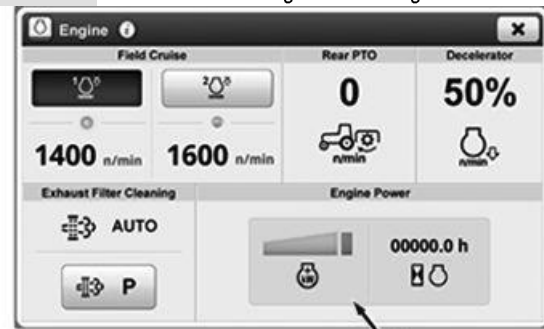 Engine i ×
Field Cruise
1 2
1400 n/min 1600 n/min
Rear PTO
0
n/min
Decelerator
50%
n/min
Exhaust Filter Cleaning
AUTO
P
Engine Power
kW
00000.0 h